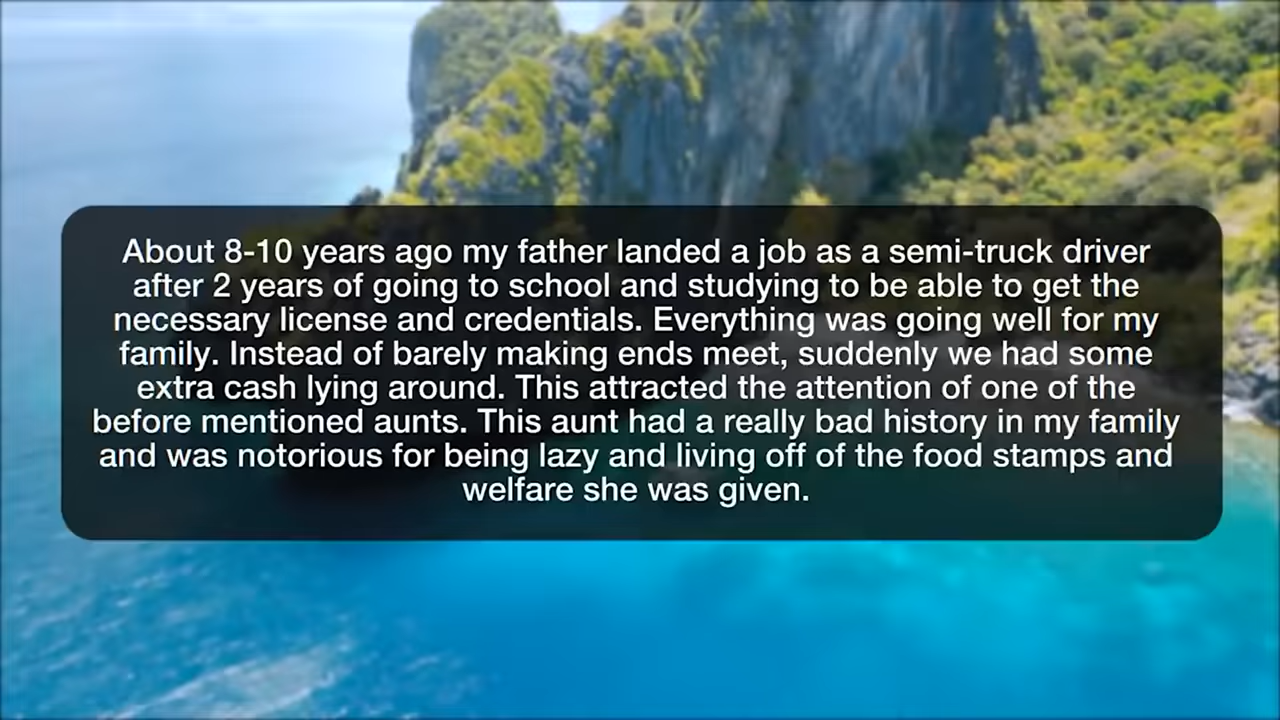 About 8-10 years ago my father landed a job as a semi-truck driver
after 2 years of going to school and studying to be able to get the
necessary license and credentials. Everything was going well for my
family. Instead of barely making ends meet, suddenly we had some
extra cash lying around. This attracted the attention of one of the
before mentioned aunts. This aunt had a really bad history in my family
and was notorious for being lazy and living off of the food stamps and
welfare she was given.